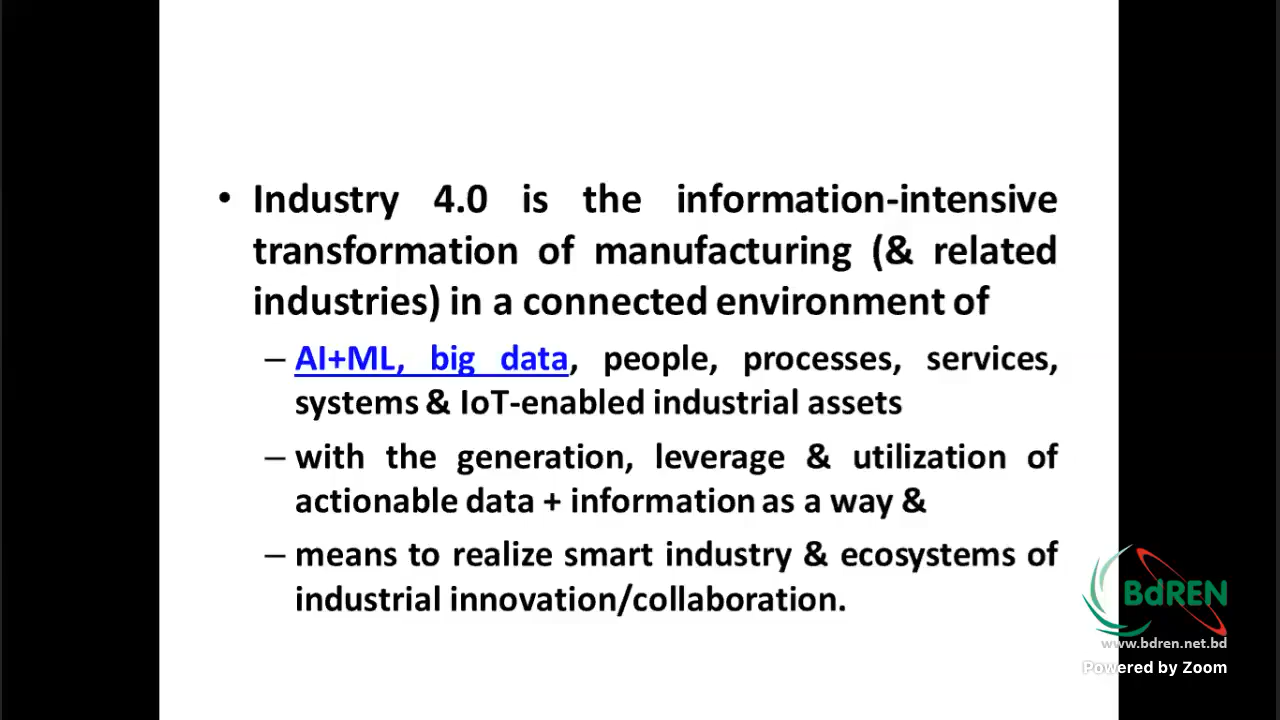 • Industry 4.0 is the information-intensive
transformation of manufacturing (& related
industries) in a connected environment of
– AI+ML, big data, people, processes, services,
systems & IoT-enabled industrial assets
– with the generation, leverage & utilization of
actionable data + information as a way &
– means to realize smart industry & ecosystems of
industrial innovation/collaboration.
BdREN
www.bdren.net.bd
Powered by Zoom